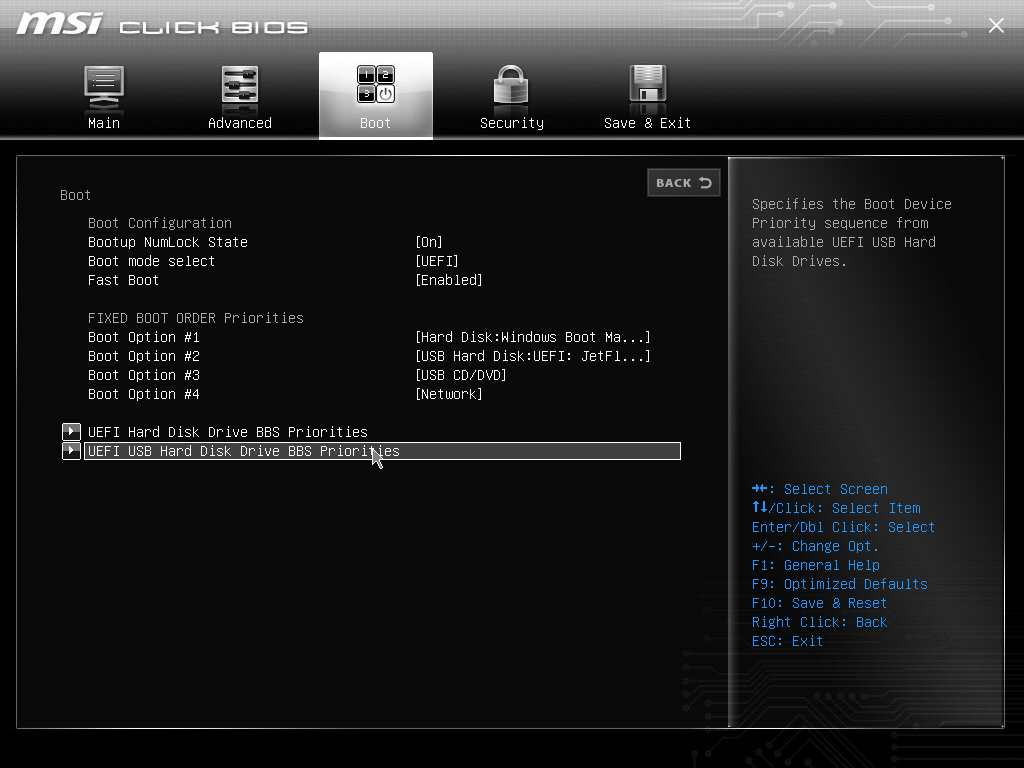 msi CLICK BIOS
Main
Advanced
Boot
Security
Save & Exit
BACK
Boot
Boot Configuration
Bootup NumLock State [On]
Boot mode select [UEFI]
Fast Boot [Enabled]
FIXED BOOT ORDER Priorities
Boot Option #1 [Hard Disk:Windows Boot Ma...]
Boot Option #2 [USB Hard Disk:UEFI: JetFl...]
Boot Option #3 [USB CD/DVD]
Boot Option #4 [Network]
UEFI Hard Disk Drive BBS Priorities
UEFI USB Hard Disk Drive BBS Priorities
Specifies the Boot Device
Priority sequence from
available UEFI USB Hard
Disk Drives.
→←: Select Screen
↑↓/Click: Select Item
Enter/Dbl Click: Select
+/-: Change Opt.
F1: General Help
F9: Optimized Defaults
F10: Save & Reset
Right Click: Back
ESC: Exit